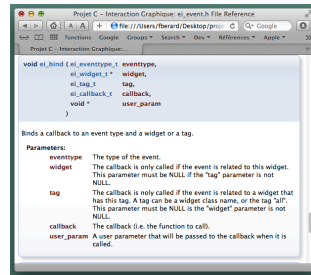 Projet C – Interaction Graphique: ei_event.h File Reference
file:///Users/fberard/Desktop/proje
Google
functions Google Groups Search Dev Références Apple
Projet C – Interaction Graphique:...
void ei_bind ( ei_eventtype_t eventtype,
ei_widget_t * widget,
ei_tag_t tag,
ei_callback_t callback,
void * user_param
)
Binds a callback to an event type and a widget or a tag.
Parameters:
eventtype The type of the event.
widget The callback is only called if the event is related to this widget.
This parameter must be NULL if the "tag" parameter is not
NULL.
tag The callback is only called if the event is related to a widget that
has this tag. A tag can be a widget class name, or the tag "all".
This parameter must be NULL is the "widget" parameter is not
NULL.
callback The callback (i.e. the function to call).
user_param A user parameter that will be passed to the callback when it is
called.